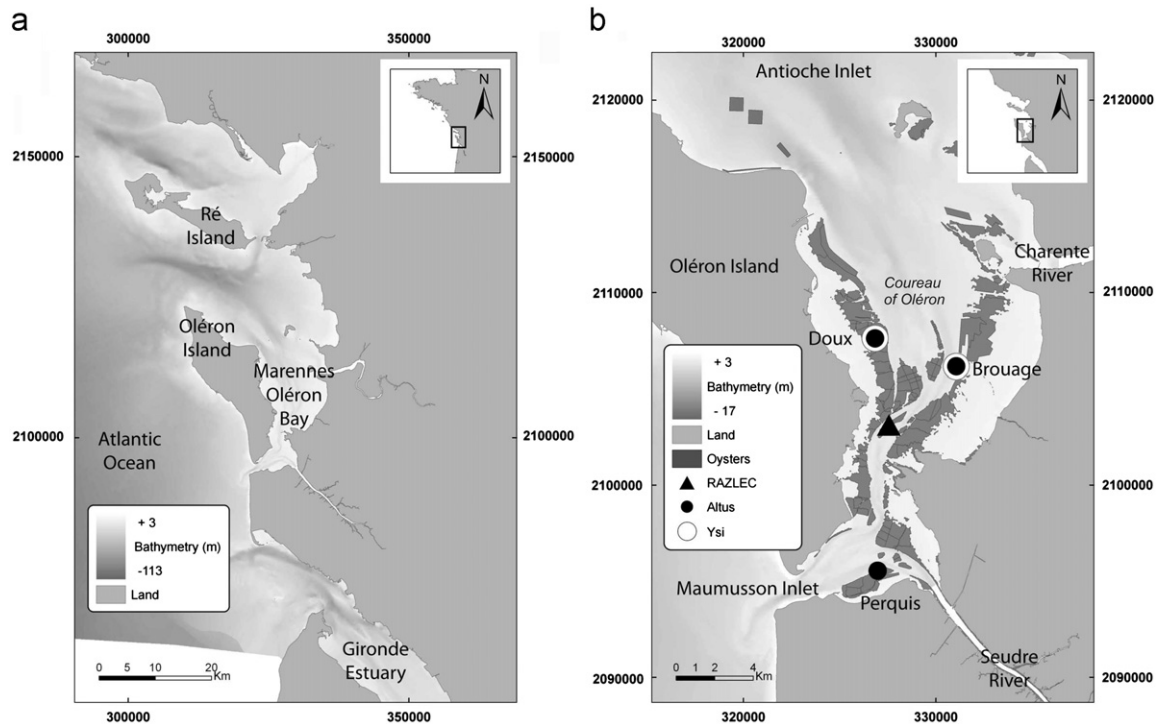 a
300000
350000
N
2150000
2150000
Ré
Island
Oléron
Island
Marennes
Oléron
Bay
2100000
2100000
Atlantic
Ocean
+ 3
Bathymetry (m)
-113
Land
Gironde
Estuary
0 5 10 20
Km
300000
350000
b
320000
330000
Antioche Inlet
N
2120000
2120000
Charente
River
Oléron Island
Coureau
of Oléron
2110000
2110000
Doux
Brouage
+ 3
Bathymetry (m)
- 17
Land
Oysters
RAZLEC
Altus
Ysi
2100000
2100000
Maumusson Inlet
Perquis
Seudre
River
0 1 2 4
Km
2090000
2090000
320000
330000